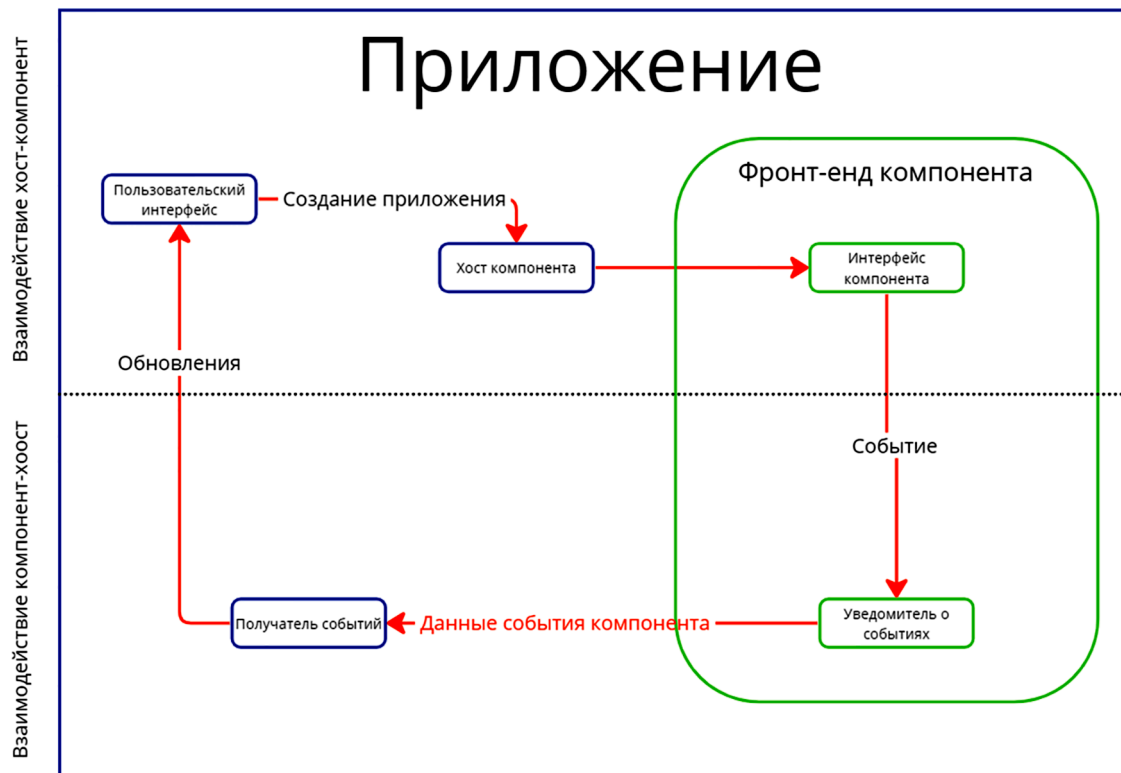 Приложение
Взаимодействие хост-компонент
Фронт-енд компонента
Пользовательский
интерфейс
Создание приложения
Хост компонента
Интерфейс
компонента
Обновления
Взаимодействие компонент-хоост
Событие
Получатель событий
Данные события компонента
Уведомитель о
событиях